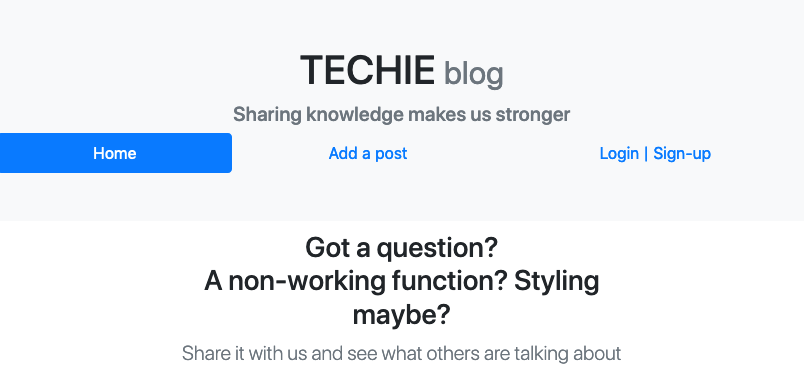 TECHIE blog
Sharing knowledge makes us stronger
Home Add a post Login | Sign-up
Got a question?
A non-working function? Styling
maybe?
Share it with us and see what others are talking about